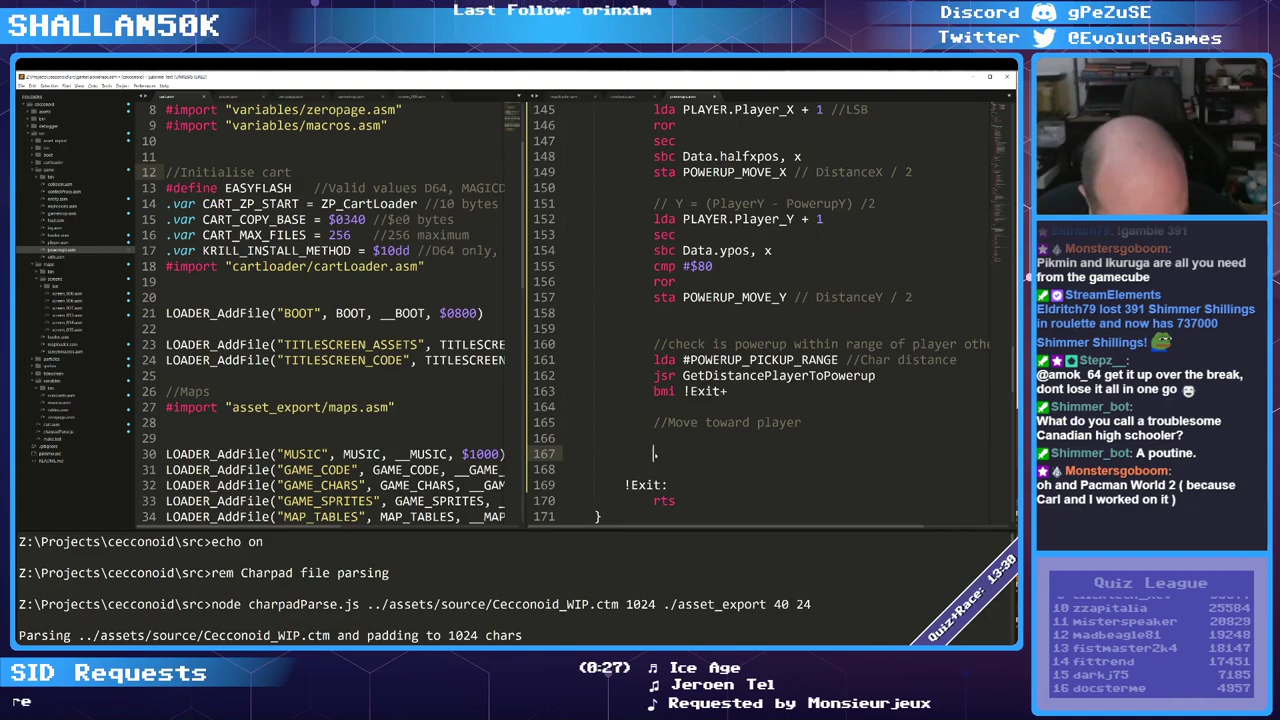 SHALLAN50K
Last Follow: orinxlm
Discord gPeZuSE
Twitter @EvoluteGames
8 #import "variables/zeropage.asm"
9 #import "variables/macros.asm"
10
11
12 //Initialise cart
13 #define EASYFLASH //Valid values D64, MAGICD
14 .var CART_ZP_START = ZP_CartLoader //10 bytes
15 .var CART_COPY_BASE = $0340 //$e0 bytes
16 .var CART_MAX_FILES = 256 //256 maximum
17 .var KRILL_INSTALL_METHOD = $10dd //D64 only,
18 #import "cartloader/cartLoader.asm"
19
20
21 LOADER_AddFile("BOOT", BOOT, __BOOT, $0800)
22
23 LOADER_AddFile("TITLESCREEN_ASSETS", TITLESCRE
24 LOADER_AddFile("TITLESCREEN_CODE", TITLESCREEN
25
26 //Maps
27 #import "asset_export/maps.asm"
28
29
30 LOADER_AddFile("MUSIC", MUSIC, __MUSIC, $1000)
31 LOADER_AddFile("GAME_CODE", GAME_CODE, __GAME_
32 LOADER_AddFile("GAME_CHARS", GAME_CHARS, __GAM
33 LOADER_AddFile("GAME_SPRITES", GAME_SPRITES, _
34 LOADER_AddFile("MAP_TABLES", MAP_TABLES, __MAP
145 lda PLAYER.Player_X + 1 //LSB
146 ror
147 sec
148 sbc Data.halfxpos, x
149 sta POWERUP_MOVE_X // DistanceX / 2
150
151 // Y = (PlayerY - PowerupY) /2
152 lda PLAYER.Player_Y + 1
153 sec
154 sbc Data.ypos, x
155 cmp #$80
156 ror
157 sta POWERUP_MOVE_Y // DistanceY / 2
158
159
160 //check is powerup within range of player othe
161 lda #POWERUP_PICKUP_RANGE //Char distance
162 jsr GetDistancePlayerToPowerup
163 bmi !Exit+
164
165 //Move toward player
166
167
168
169 !Exit:
170 rts
171 }
Z:\Projects\cecconoid\src>echo on
Z:\Projects\cecconoid\src>rem Charpad file parsing
Z:\Projects\cecconoid\src>node charpadParse.js ../assets/source/Cecconoid_WIP.ctm 1024 ./asset_export 40 24
Parsing ../assets/source/Cecconoid_WIP.ctm and padding to 1024 chars
Quiz+Race: 13:30
Eldritch79: !gamble 391
Monstersgoboom: Pikmin and Ikuruga are all you need from the gamecube
StreamElements
Eldritch79 lost 391 Shimmer Shillings in roulette and now has 737000 Shimmer Shillings!
Stepz__:
@amok_64 get it up over the break, dont lose it all in one go
Shimmer_bot:
What do you call a troublesome Canadian high schooler?
Shimmer_bot: A poutine.
Monstersgoboom:
oh and Pacman World 2 ( because Carl and I worked on it )
Quiz League
10 zzapitalia 25584
11 misterspeaker 20829
12 madbeagle81 19248
13 fistmaster2k4 18147
14 fittrend 17451
15 darkj75 7185
16 docsterme 4957
SID Requests
re
(0:27) Ice Age
Jeroen Tel
Requested by Monsieurjeux